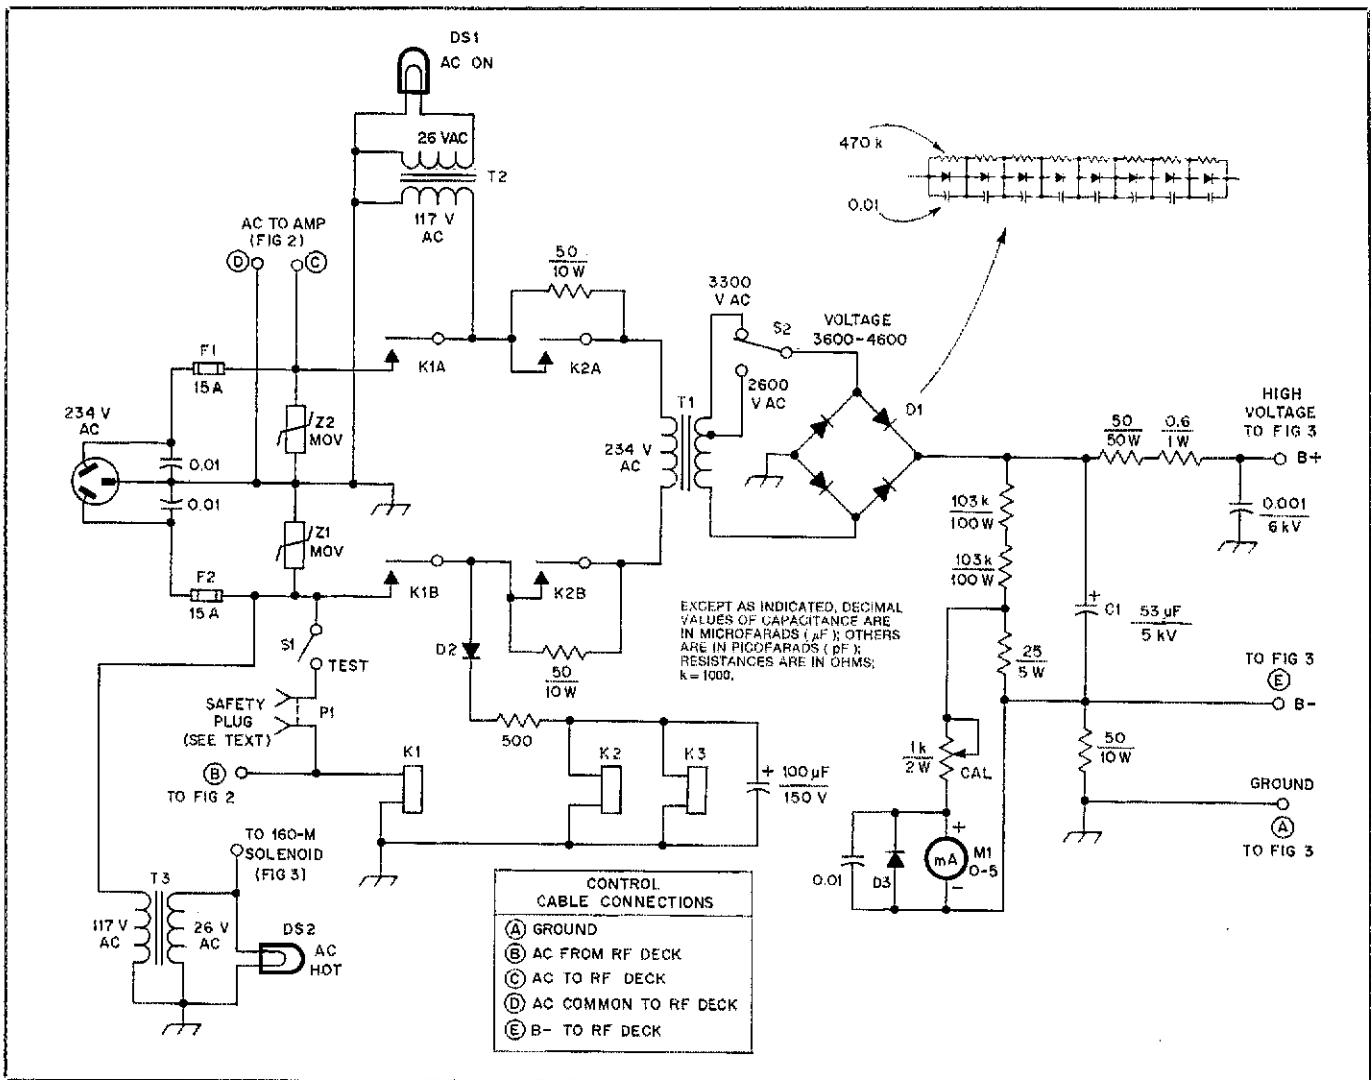 DS1
AC ON
26 VAC
T2
117 V
AC
470 k
0.01
AC TO AMP
(FIG 2)
D
C
50
10 W
F1
15 A
K1A
K2A
3300
V AC
S2
VOLTAGE
3600-4600
2600
V AC
D1
T1
234 V
AC
234 V
AC
0.01
0.01
Z2
MOV
Z1
MOV
50
50W
0.6
1W
HIGH
VOLTAGE
TO FIG 3
B+
0.001
6 kV
103 k
100 W
103 k
100 W
F2
15 A
K1B
K2B
S1
TEST
D2
50
10 W
EXCEPT AS INDICATED, DECIMAL
VALUES OF CAPACITANCE ARE
IN MICROFARADS (µF); OTHERS
ARE IN PICOFARADS (pF);
RESISTANCES ARE IN OHMS;
k = 1000.
+
C1
53 µF
5 kV
25
5 W
TO FIG 3
E
B-
SAFETY
PLUG
(SEE TEXT)
P1
B
TO FIG 2
500
K1
K2
K3
+
100 µF
150 V
1k
2W
CAL
50
10 W
GROUND
A
TO FIG 3
0.01
D3
+
mA
-
M1
0-5
TO 160-M
SOLENOID
(FIG 3)
T3
117 V
AC
26 V
AC
DS2
AC
HOT
CONTROL
CABLE CONNECTIONS
A GROUND
B AC FROM RF DECK
C AC TO RF DECK
D AC COMMON TO RF DECK
E B- TO RF DECK